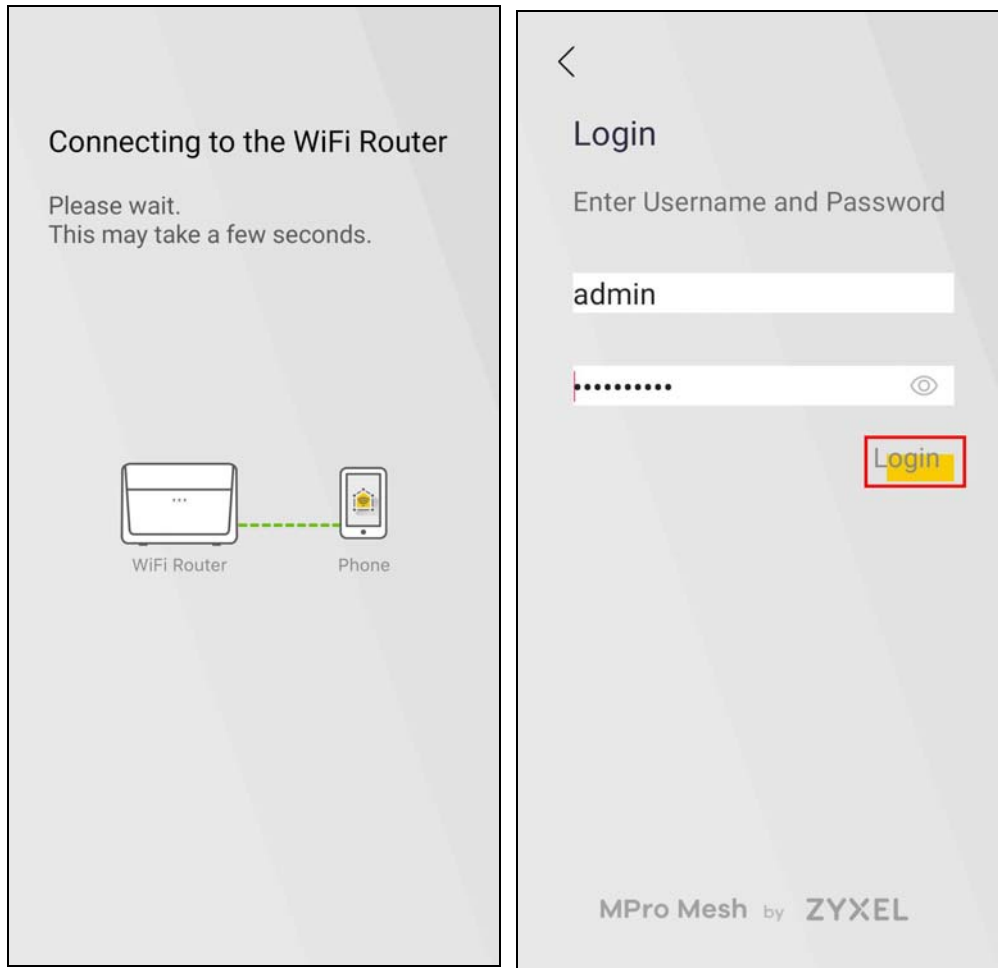 Connecting to the WiFi Router
Please wait.
This may take a few seconds.
WiFi Router
Phone
Login
Enter Username and Password
admin
••••••••••
Login
MPro Mesh by ZYXEL